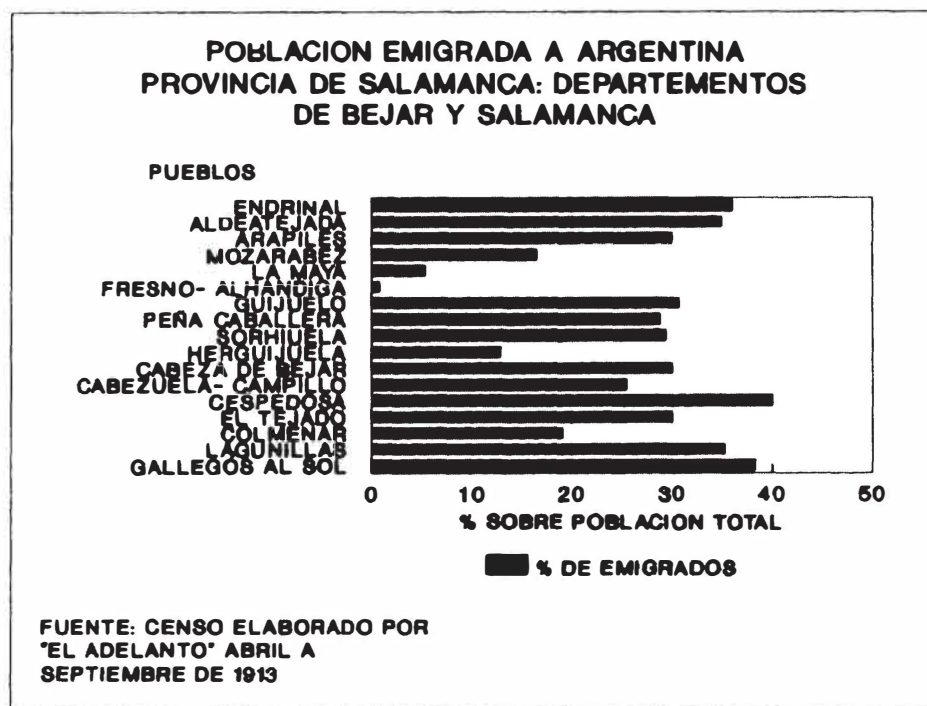 POBLACION EMIGRADA A ARGENTINA
PROVINCIA DE SALAMANCA: DEPARTEMENTOS
DE BEJAR Y SALAMANCA
PUEBLOS
ENDRINAL
ALDEATEJADA
ARAPILES
MOZARABEZ
LA MAYA
FRESNO- ALHANDIGA
GUIJUELO
PEÑA CABALLERA
SORHIUELA
HERGUIJUELA
CABEZA DE BEJAR
CABEZUELA- CAMPILLO
CESPEDOSA
EL TEJADO
COLMENAR
LAGUNILLAS
GALLEGOS AL SOL
0 10 20 30 40 50
% SOBRE POBLACION TOTAL
% DE EMIGRADOS
FUENTE: CENSO ELABORADO POR
"EL ADELANTO" ABRIL A
SEPTIEMBRE DE 1913